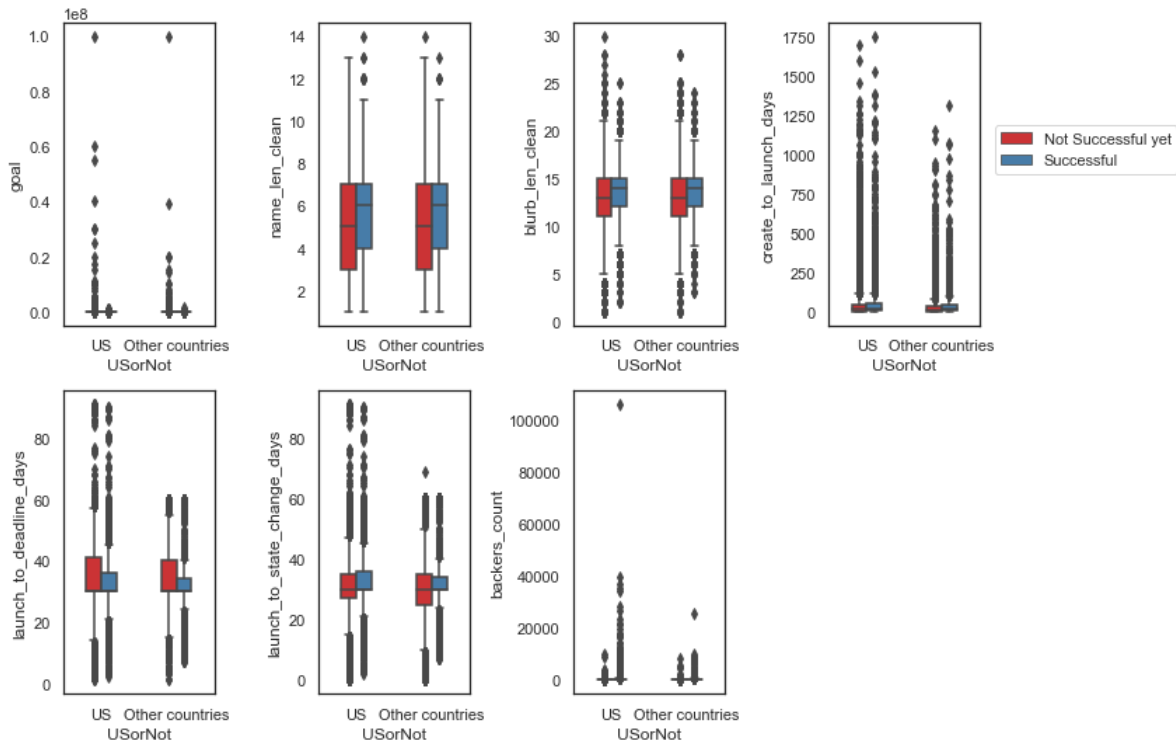 1e8
1.0
0.8
0.6
0.4
0.2
0.0
goal
US Other countries
USorNot
14
12
10
8
6
4
2
name_len_clean
US Other countries
USorNot
30
25
20
15
10
5
0
blurb_len_clean
US Other countries
USorNot
1750
1500
1250
1000
750
500
250
0
create_to_launch_days
US Other countries
USorNot
Not Successful yet
Successful
80
60
40
20
0
launch_to_deadline_days
US Other countries
USorNot
80
60
40
20
0
launch_to_state_change_days
US Other countries
USorNot
100000
80000
60000
40000
20000
0
backers_count
US Other countries
USorNot